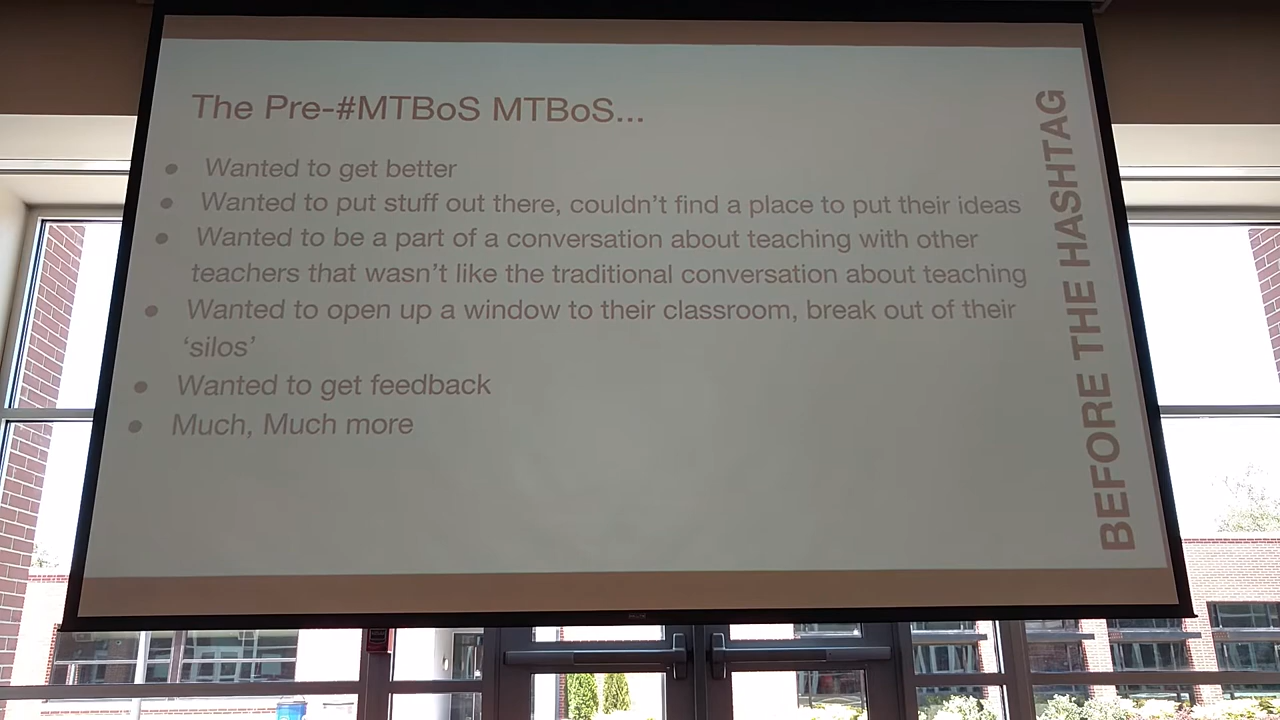 The Pre-#MTBoS MTBoS...
• Wanted to get better
• Wanted to put stuff out there, couldn't find a place to put their ideas
• Wanted to be a part of a conversation about teaching with other
teachers that wasn't like the traditional conversation about teaching
• Wanted to open up a window to their classroom, break out of their
'silos'
• Wanted to get feedback
• Much, Much more
BEFORE THE HASHTAG